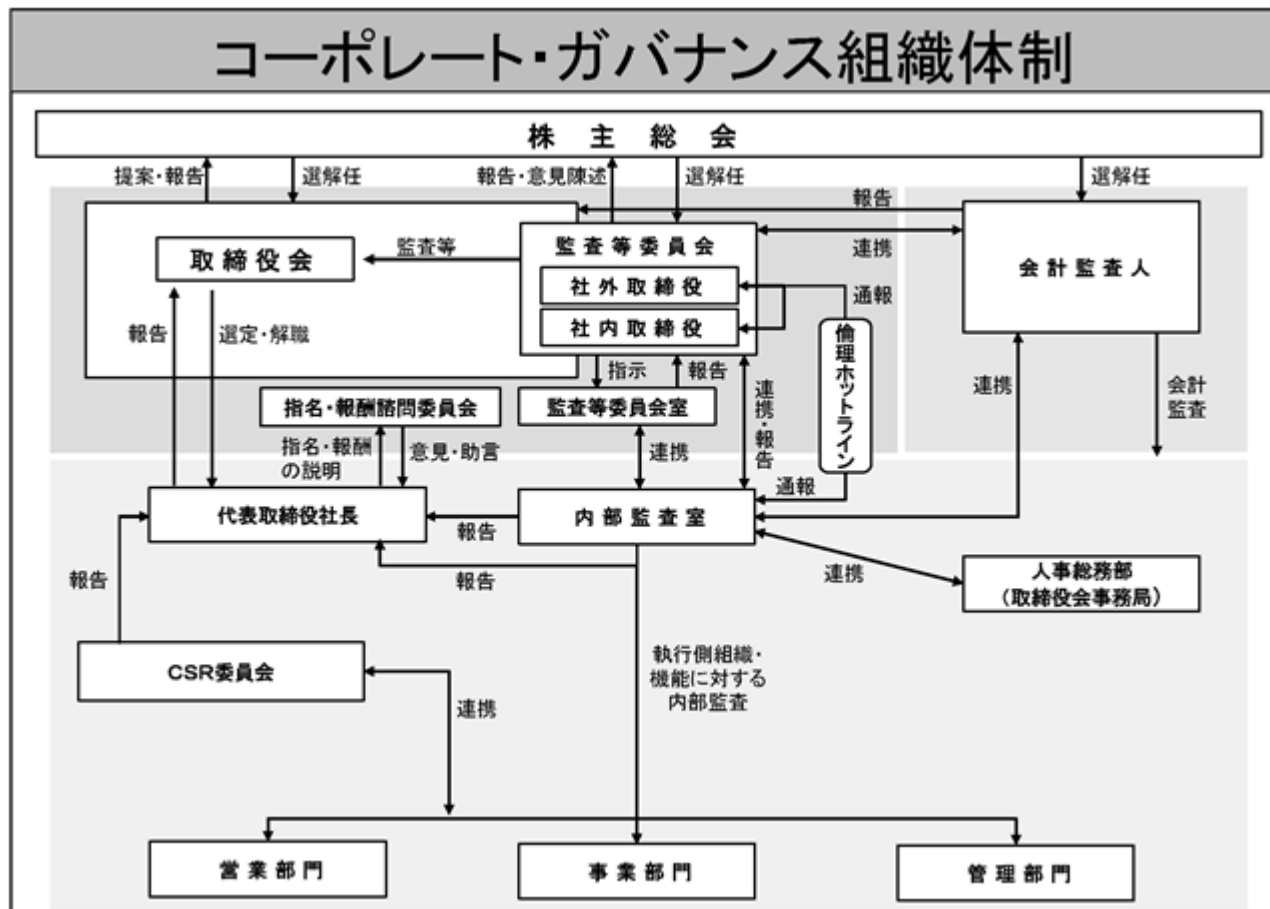 コーポレート・ガバナンス組織体制
株主総会
提案・報告
選解任
報告・意見陳述
選解任
選解任
報告
取締役会
監査等
監査等委員会
社外取締役
社内取締役
連携
会計監査人
通報
報告
選定・解職
指示
報告
連携・報告
倫理ホットライン
連携
会計
監査
指名・報酬諮問委員会
監査等委員会室
指名・報酬
の説明
意見・助言
連携
通報
代表取締役社長
報告
内部監査室
報告
報告
連携
人事総務部
（取締役会事務局）
CSR委員会
連携
執行側組織・
機能に対する
内部監査
営業部門
事業部門
管理部門